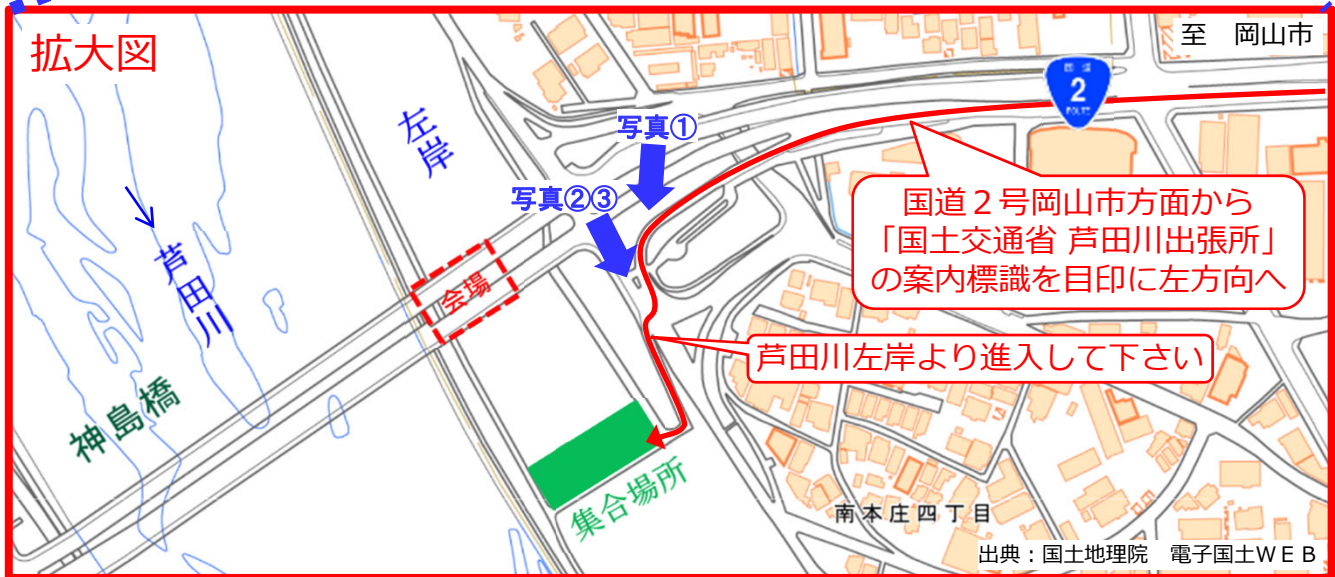 拡大図
至　岡山市
国道
2
ROUTE
左岸
写真①
写真②③
国道２号岡山市方面から
「国土交通省 芦田川出張所」
の案内標識を目印に左方向へ
芦田川
会場
芦田川左岸より進入して下さい
神島橋
集合場所
南本庄四丁目
出典：国土地理院　電子国土ＷＥＢ